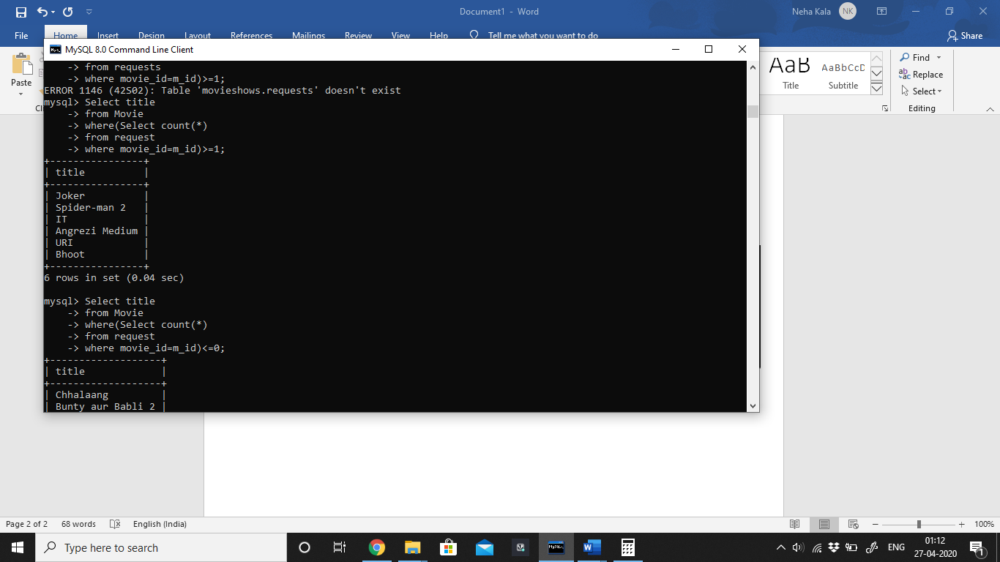 Document1 - Word
Neha Kala NK
File Home Insert Design Layout References Mailings Review View Help Tell me what you want to do Share
MySQL 8.0 Command Line Client
Paste
AaB AaBbCcD
Title Subtitle
Find
Replace
Select
Editing
-> from requests
-> where movie_id=m_id)>=1;
ERROR 1146 (42S02): Table 'movieshows.requests' doesn't exist
mysql> Select title
-> from Movie
-> where(Select count(*)
-> from request
-> where movie_id=m_id)>=1;
+----------------+
| title          |
+----------------+
| Joker          |
| Spider-man 2   |
| IT             |
| Angrezi Medium |
| URI            |
| Bhoot          |
+----------------+
6 rows in set (0.04 sec)
mysql> Select title
-> from Movie
-> where(Select count(*)
-> from request
-> where movie_id=m_id)<=0;
+-------------------+
| title             |
+-------------------+
| Chhalaang         |
| Bunty aur Babli 2 |
Page 2 of 2 68 words English (India) 100%
Type here to search
ENG
01:12
27-04-2020
1